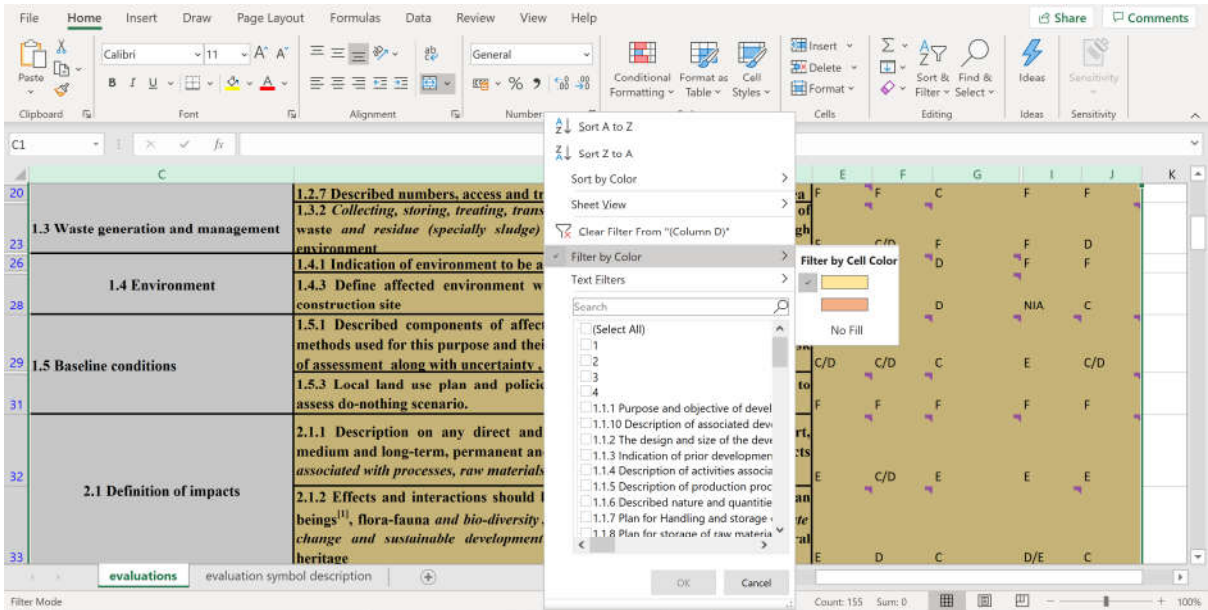 File Home Insert Draw Page Layout Formulas Data Review View Help Share Comments
Calibri 11 A A ab General Insert Σ
Paste B I U A % Conditional Format as Cell Delete Sort & Find & Ideas Sensitivity
Formatting Table Styles Format Filter Select
Clipboard Font Alignment Number Cells Editing Ideas Sensitivity
C1 fx
C E F G I J K
20 1.2.7 Described numbers, access and F F C F F
1.3.2 Collecting, storing, treating, of
1.3 Waste generation and management waste and residue (specially sludge)
23 environment C/D F F D
26 1.4.1 Indication of environment to be D F F
1.4 Environment 1.4.3 Define affected environment
28 construction site D NIA C
1.5.1 Described components of
methods used for this purpose and
29 1.5 Baseline conditions of assessment along with uncertainty C/D C/D C E C/D
1.5.3 Local land use plan and to
31 assess do-nothing scenario. F F F F F
2.1.1 Description on any direct and
medium and long-term, permanent
32 associated with processes, raw materials E C/D E E E
2.1 Definition of impacts 2.1.2 Effects and interactions should
beings[1], flora-fauna and bio-diversity
change and sustainable development
33 heritage E D C D/E C
Sort A to Z
Sort Z to A
Sort by Color
Sheet View
Clear Filter From "(Column D)"
Filter by Color
Text Filters
Search
(Select All)
1
2
3
4
1.1.1 Purpose and objective of devel
1.1.10 Description of associated deve
1.1.2 The design and size of the deve
1.1.3 Indication of prior developmen
1.1.4 Description of activities associa
1.1.5 Description of production proc
1.1.6 Described nature and quantitie
1.1.7 Plan for Handling and storage
1.1.8 Plan for storage of raw materia
OK Cancel
Filter by Cell Color
No Fill
evaluations evaluation symbol description
Filter Mode Count: 155 Sum: 0 100%